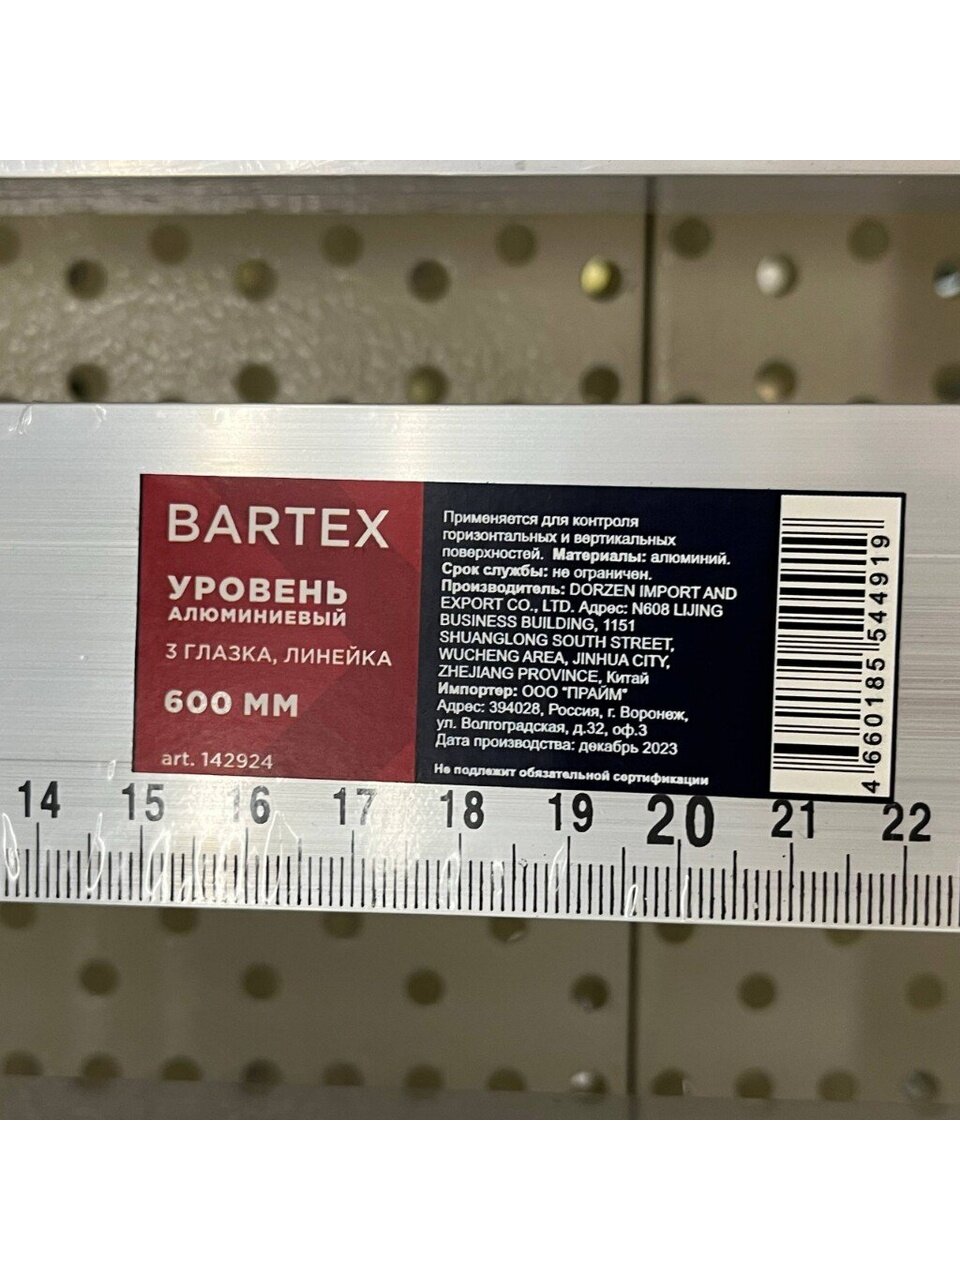 BARTEX
УРОВЕНЬ
АЛЮМИНИЕВЫЙ
3 ГЛАЗКА, ЛИНЕЙКА
600 ММ
art. 142924
Применяется для контроля
горизонтальных и вертикальных
поверхностей. Материалы: алюминий.
Срок службы: не ограничен.
Производитель: DORZEN IMPORT AND
EXPORT CO., LTD. Адрес: N608 LIJING
BUSINESS BUILDING, 1151
SHUANGLONG SOUTH STREET,
WUCHENG AREA, JINHUA CITY,
ZHEJIANG PROVINCE, Китай
Импортер: ООО "ПРАЙМ"
Адрес: 394028, Россия, г. Воронеж,
ул. Волгоградская, д.32, оф.3
Дата производства: декабрь 2023
Не подлежит обязательной сертификации
4 660185 544919
14 15 16 17 18 19 20 21 22